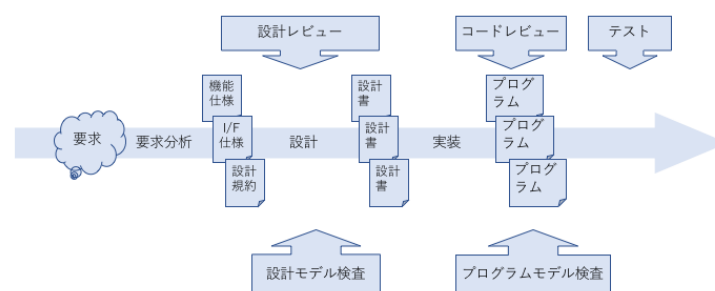 設計レビュー
コードレビュー
テスト
機能
仕様
設計
書
プログ
ラム
要求
要求分析
I/F
仕様
設計
設計
書
実装
プログ
ラム
設計
規約
設計
書
プログ
ラム
設計モデル検査
プログラムモデル検査